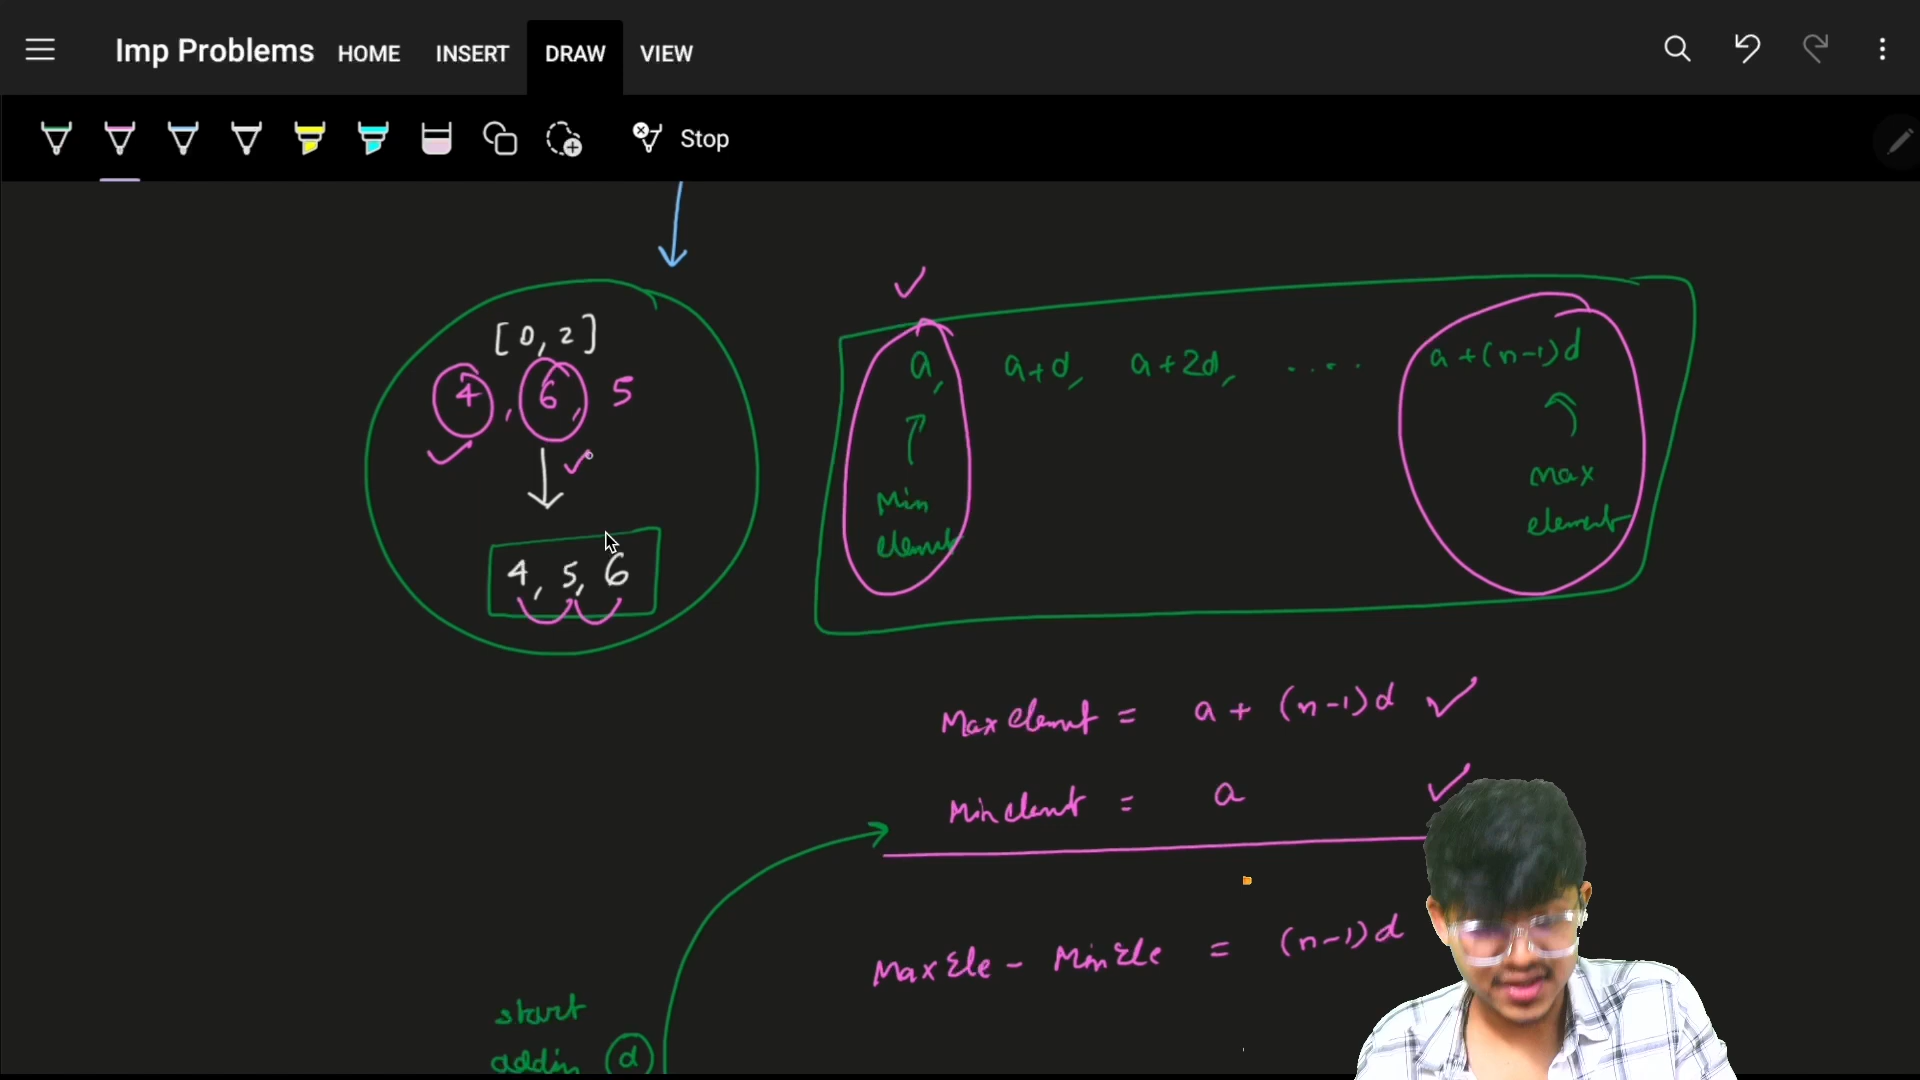 Imp Problems HOME INSERT DRAW VIEW
Stop
[0, 2]
4, 6, 5
4, 5, 6
a, a+d, a+2d, ..... a+(n-1)d
Min
element
Max
element
Max Element = a + (n-1)d
Min Element = a
Max Ele - Min Ele = (n-1)d
start
addin d